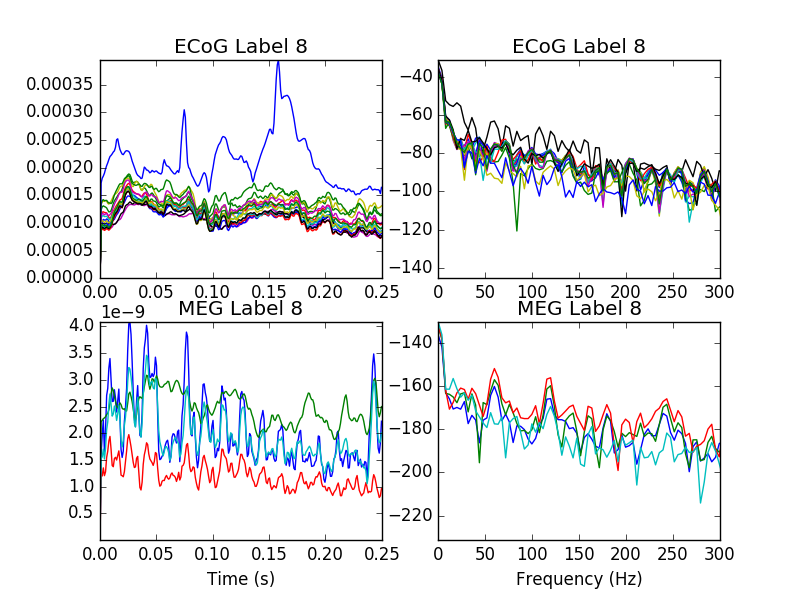 ECoG Label 8
0.00035
0.00030
0.00025
0.00020
0.00015
0.00010
0.00005
0.00000
0.00 0.05 0.10 0.15 0.20 0.25
ECoG Label 8
−40
−60
−80
−100
−120
−140
0 50 100 150 200 250 300
MEG Label 8
1e−9
4.0
3.5
3.0
2.5
2.0
1.5
1.0
0.5
0.00 0.05 0.10 0.15 0.20 0.25
Time (s)
MEG Label 8
−140
−160
−180
−200
−220
0 50 100 150 200 250 300
Frequency (Hz)